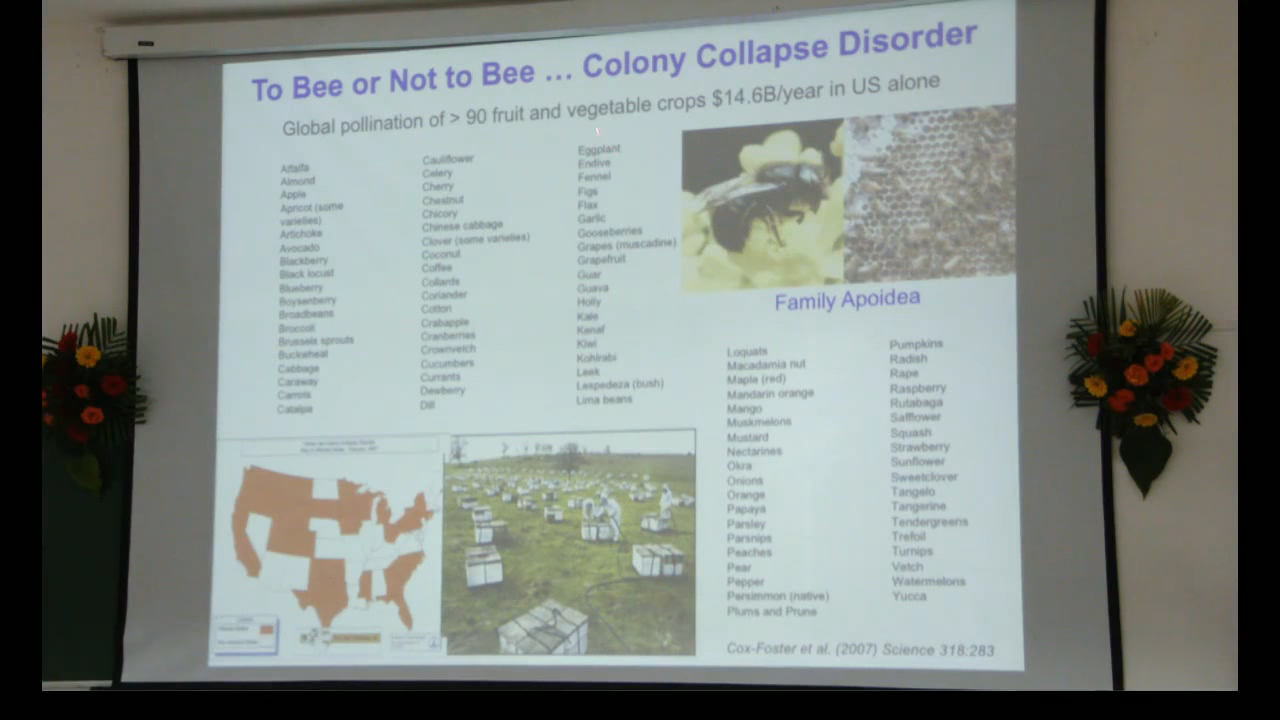 To Bee or Not to Bee ... Colony Collapse Disorder
Global pollination of > 90 fruit and vegetable crops $14.6B/year in US alone
Alfalfa
Almond
Apple
Apricot (some
varieties)
Artichoke
Avocado
Blackberry
Black locust
Blueberry
Boysenberry
Broadbeans
Broccoli
Brussels sprouts
Buckwheat
Cabbage
Caraway
Carrots
Catalpa
Cauliflower
Celery
Cherry
Chestnut
Chicory
Chinese cabbage
Clover (some varieties)
Coconut
Coffee
Collards
Coriander
Cotton
Crabapple
Cranberries
Crownvetch
Cucumbers
Currants
Dewberry
Dill
Eggplant
Endive
Fennel
Figs
Flax
Garlic
Gooseberries
Grapes (muscadine)
Grapefruit
Guar
Guava
Holly
Kale
Kenaf
Kiwi
Kohlrabi
Leek
Lespedeza (bush)
Lima beans
Family Apoidea
Loquats
Macadamia nut
Maple (red)
Mandarin orange
Mango
Muskmelons
Mustard
Nectarines
Okra
Onions
Orange
Papaya
Parsley
Parsnips
Peaches
Pear
Pepper
Persimmon (native)
Plums and Prune
Pumpkins
Radish
Rape
Raspberry
Rutabaga
Safflower
Squash
Strawberry
Sunflower
Sweetclover
Tangelo
Tangerine
Tendergreens
Trefoil
Turnips
Vetch
Watermelons
Yucca
Cox-Foster et al. (2007) Science 318:283